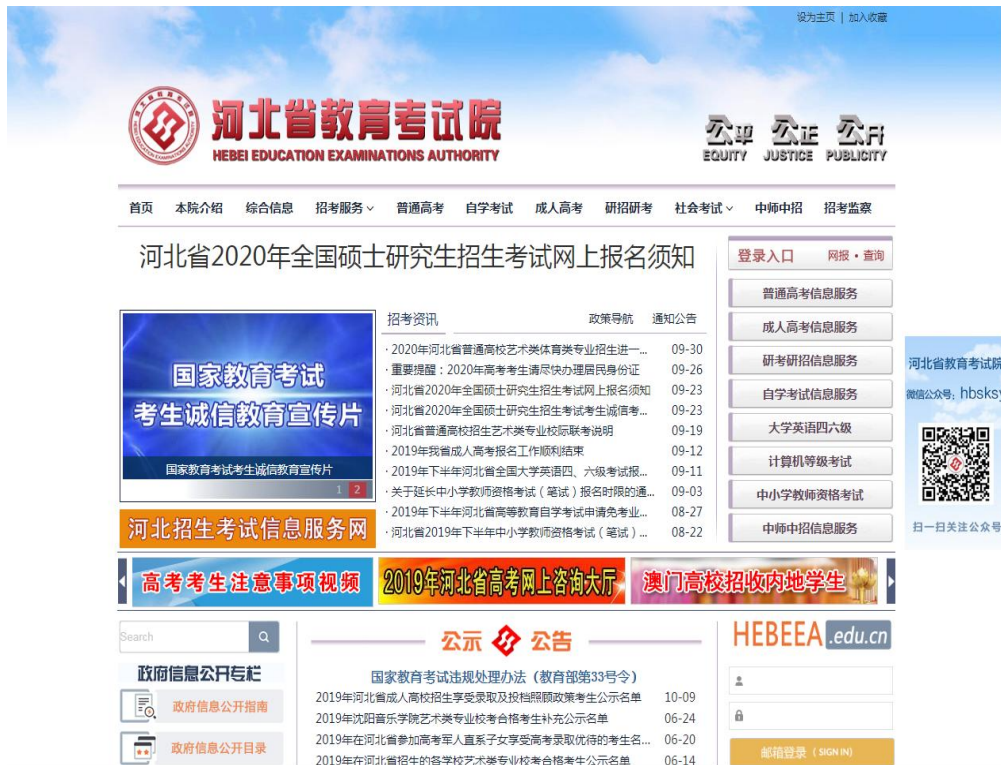 设为主页 | 加入收藏
河北省教育考试院
HEBEI EDUCATION EXAMINATIONS AUTHORITY
公平 公正 公开
EQUITY JUSTICE PUBLICITY
首页 本院介绍 综合信息 招考服务 普通高考 自学考试 成人高考 研招研考 社会考试 中师中招 招考监察
河北省2020年全国硕士研究生招生考试网上报名须知
国家教育考试
考生诚信教育宣传片
国家教育考试考生诚信教育宣传片
1 2
河北招生考试信息服务网
招考资讯 政策导航 通知公告
· 2020年河北省普通高校艺术类体育类专业招生进一... 09-30
· 重要提醒：2020年高考考生请尽快办理居民身份证 09-26
· 河北省2020年全国硕士研究生招生考试网上报名须知 09-23
· 河北省2020年全国硕士研究生招生考试考生诚信考... 09-23
· 河北省普通高校招生艺术类专业校际联考说明 09-19
· 2019年我省成人高考报名工作顺利结束 09-12
· 2019年下半年河北省全国大学英语四、六级考试报... 09-11
· 关于延长中小学教师资格考试（笔试）报名时限的通... 09-03
· 2019年下半年河北省高等教育自学考试申请免考业... 08-27
· 河北省2019年下半年中小学教师资格考试（笔试）... 08-22
登录入口 网报 • 查询
普通高考信息服务
成人高考信息服务
研考研招信息服务
自学考试信息服务
大学英语四六级
计算机等级考试
中小学教师资格考试
中师中招信息服务
河北省教育考试院
微信公众号：hbsksy
扫一扫关注公众号
高考考生注意事项视频 2019年河北省高考网上咨询大厅 澳门高校招收内地学生
Search
政府信息公开专栏
政府信息公开指南
政府信息公开目录
公示 公告
国家教育考试违规处理办法（教育部第33号令）
2019年河北省成人高校招生享受录取及投档照顾政策考生公示名单 10-09
2019年沈阳音乐学院艺术类专业校考合格考生补充公示名单 06-24
2019年在河北省参加高考军人直系子女享受高考录取优待的考生名... 06-20
2019年在河北省招生的各学校艺术类专业校考合格考生公示名单 06-14
HEBEEA .edu.cn
邮箱登录（SIGN IN）